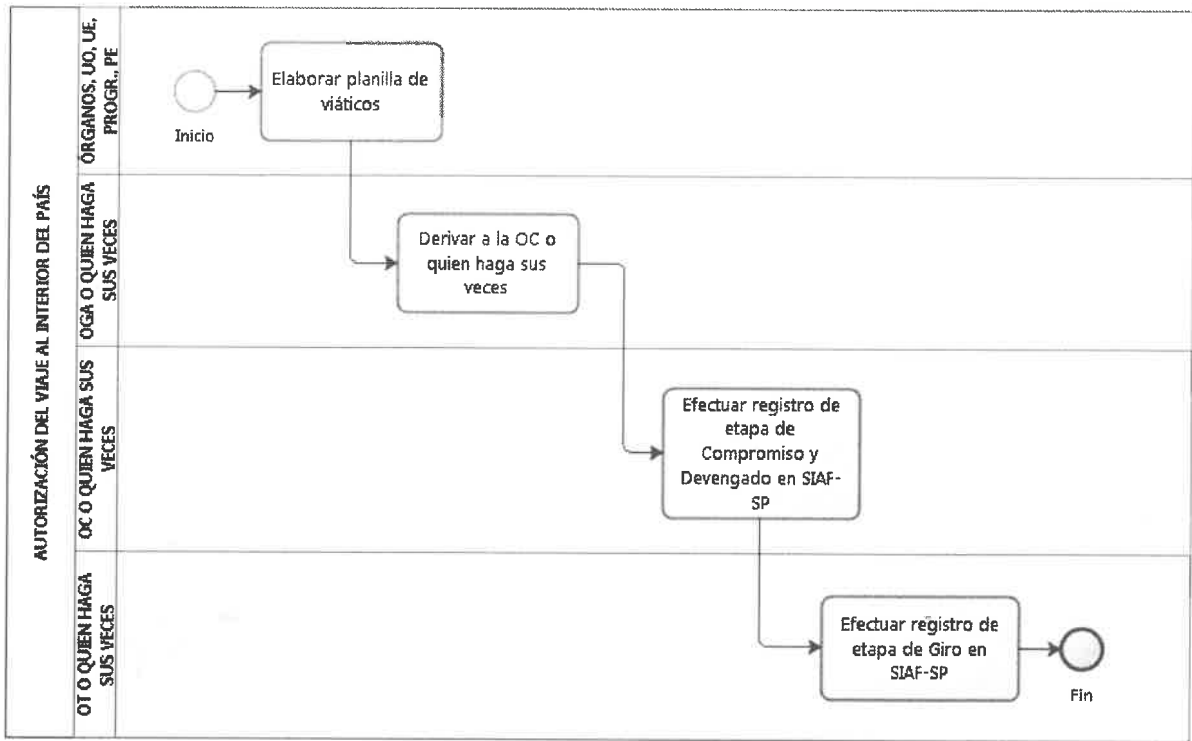 AUTORIZACIÓN DEL VIAJE AL INTERIOR DEL PAÍS
ÓRGANOS, UO, UE,
PROGR., PE
Inicio
Elaborar planilla de
viáticos
OGA O QUIEN HAGA
SUS VECES
Derivar a la OC o
quien haga sus
veces
OC O QUIEN HAGA SUS
VECES
Efectuar registro de
etapa de
Compromiso y
Devengado en SIAF-
SP
OT O QUIEN HAGA
SUS VECES
Efectuar registro de
etapa de Giro en
SIAF-SP
Fin